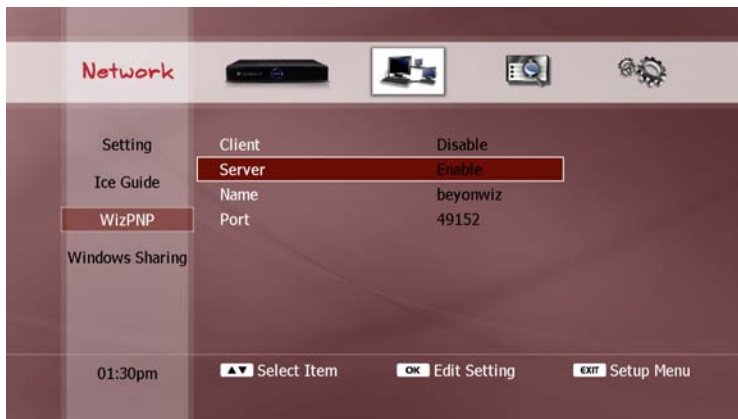 Network
Setting
Ice Guide
WizPNP
Windows Sharing
Client Disable
Server Enable
Name beyonwiz
Port 49152
01:30pm
▲▼ Select Item
OK Edit Setting
EXIT Setup Menu